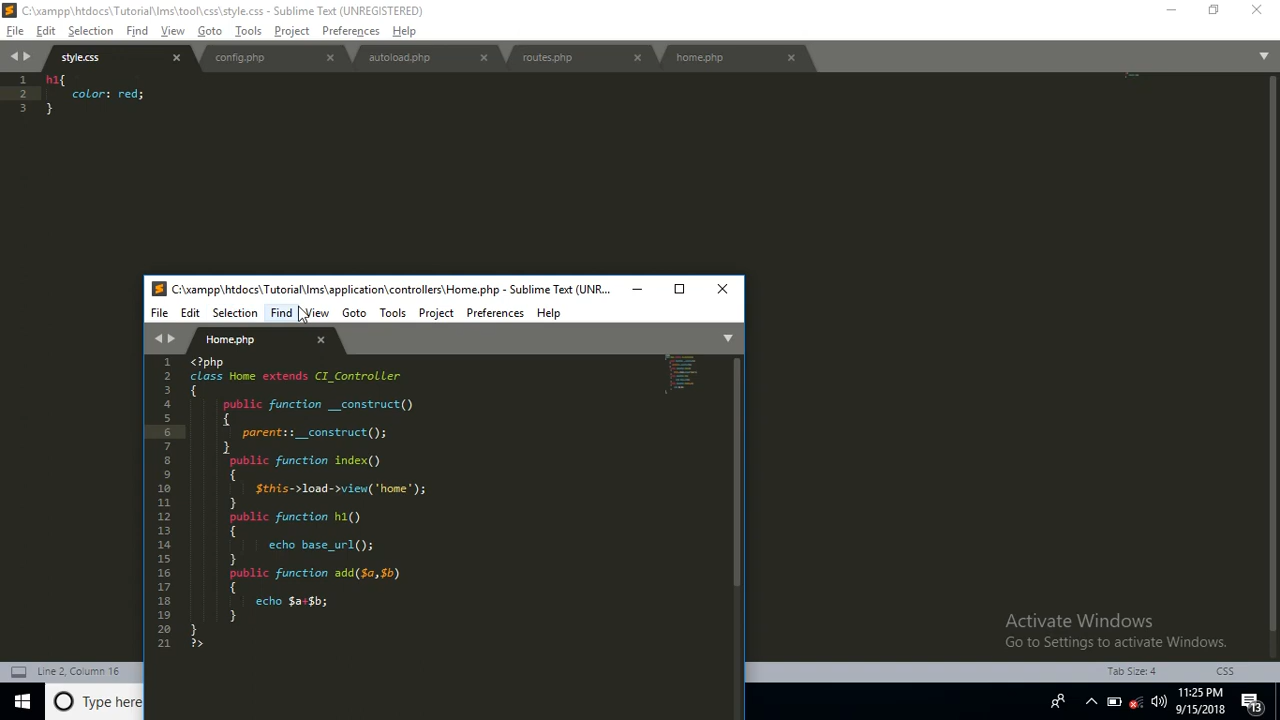 C:\xampp\htdocs\Tutorial\lms\tool\css\style.css - Sublime Text (UNREGISTERED)
File Edit Selection Find View Goto Tools Project Preferences Help
style.css config.php autoload.php routes.php home.php
1 h1{
2 color: red;
3 }
C:\xampp\htdocs\Tutorial\lms\application\controllers\Home.php - Sublime Text (UNR...
File Edit Selection Find View Goto Tools Project Preferences Help
Home.php
1 <?php
2 class Home extends CI_Controller
3 {
4 public function __construct()
5 {
6 parent::__construct();
7 }
8 public function index()
9 {
10 $this->load->view('home');
11 }
12 public function h1()
13 {
14 echo base_url();
15 }
16 public function add($a,$b)
17 {
18 echo $a+$b;
19 }
20 }
21 ?>
Activate Windows
Go to Settings to activate Windows.
Line 2, Column 16
Tab Size: 4 CSS
Type here
11:25 PM
9/15/2018
13